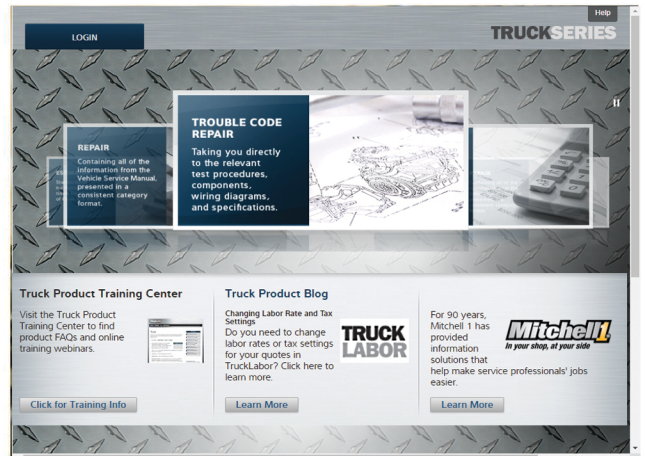 Help
LOGIN
TRUCKSERIES
REPAIR
Containing all of the
information from the
Vehicle Service Manual,
presented in a
consistent category
format.
TROUBLE CODE
REPAIR
Taking you directly
to the relevant
test procedures,
components,
wiring diagrams,
and specifications.
Truck Product Training Center
Visit the Truck Product
Training Center to find
product FAQs and online
training webinars.
Click for Training Info
Truck Product Blog
Changing Labor Rate and Tax
Settings
Do you need to change
labor rates or tax settings
for your quotes in
TruckLabor? Click here to
learn more.
TRUCK
LABOR
Learn More
For 90 years,
Mitchell 1 has
provided
information
solutions that
help make service professionals' jobs
easier.
Mitchell1
In your shop, at your side
Learn More